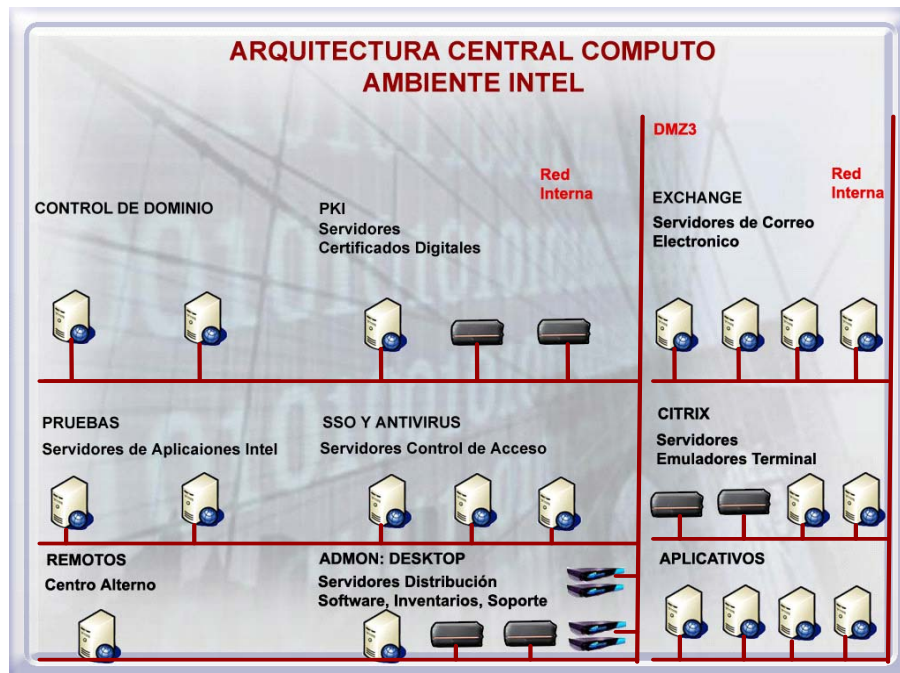 ARQUITECTURA CENTRAL COMPUTO
AMBIENTE INTEL
DMZ3
Red
Interna
Red
Interna
CONTROL DE DOMINIO
PKI
Servidores
Certificados Digitales
EXCHANGE
Servidores de Correo
Electronico
PRUEBAS
Servidores de Aplicaiones Intel
SSO Y ANTIVIRUS
Servidores Control de Acceso
CITRIX
Servidores
Emuladores Terminal
REMOTOS
Centro Alterno
ADMON: DESKTOP
Servidores Distribución
Software, Inventarios, Soporte
APLICATIVOS